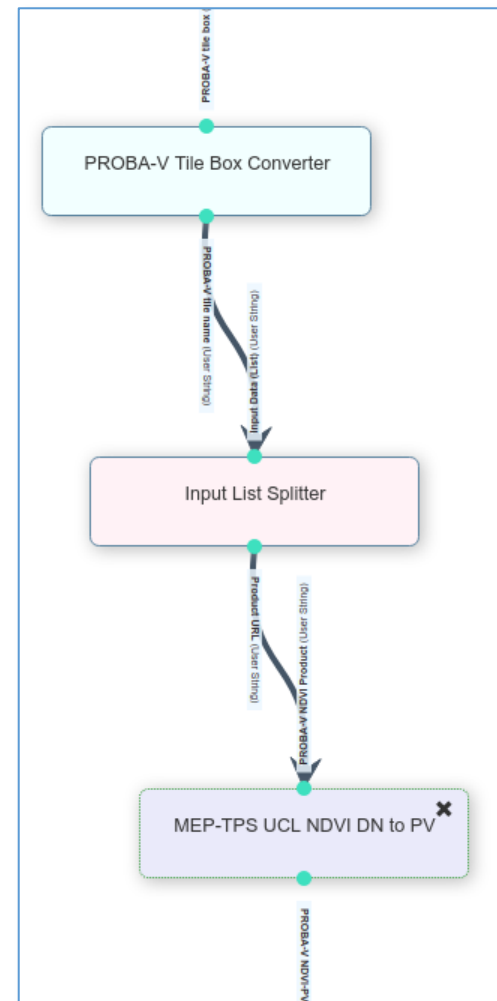 PROBA-V tile box
PROBA-V Tile Box Converter
PROBA-V tile name (User String)
Input Data (List) (User String)
Input List Splitter
Product URL (User String)
PROBA-V NDVI Product (User String)
MEP-TPS UCL NDVI DN to PV
PROBA-V NDVI-PV